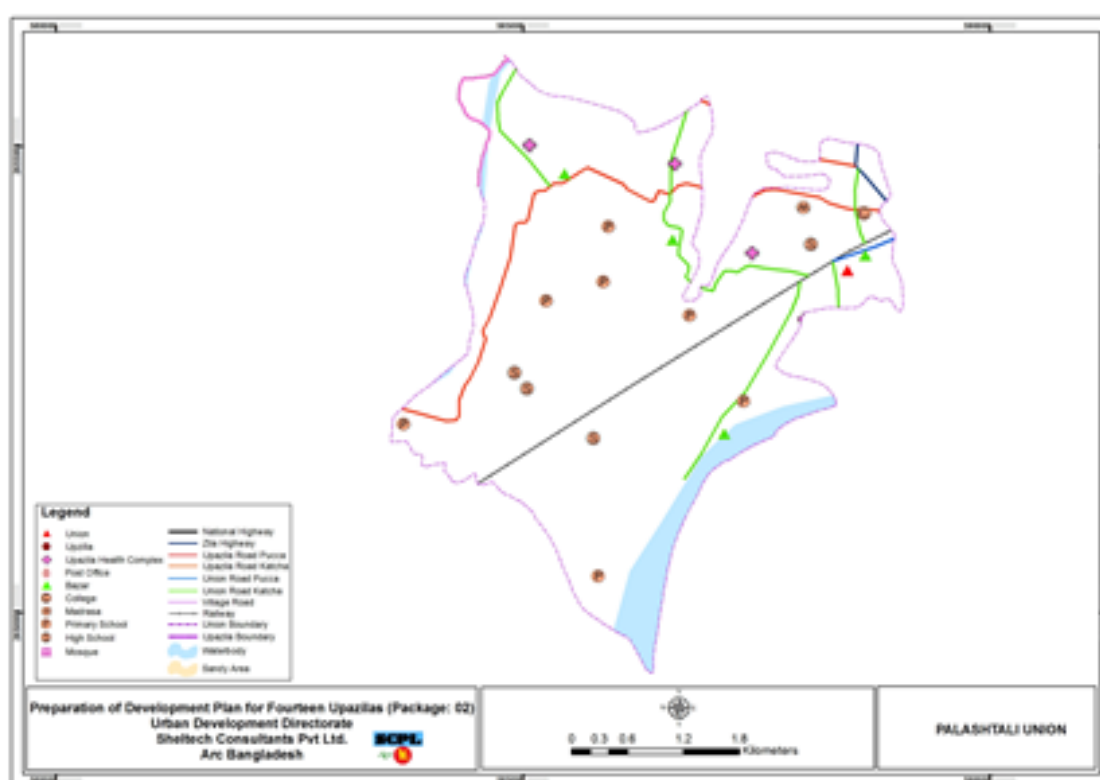 Legend
Union
Upzilla
Upazila Health Complex
Post Office
Bazar
College
Madrasa
Primary School
High School
Mosque
National Highway
Zila Highway
Upazila Road Pucca
Upazila Road Katcha
Union Road Pucca
Union Road Katcha
Village Road
Railway
Union Boundary
Upazila Boundary
Waterbody
Sandy Area
Preparation of Development Plan for Fourteen Upazilas (Package: 02)
Urban Development Directorate
Sheltech Consultants Pvt Ltd.
Arc Bangladesh
SCPL
0 0.3 0.6 1.2 1.8
Kilometers
PALASHTALI UNION